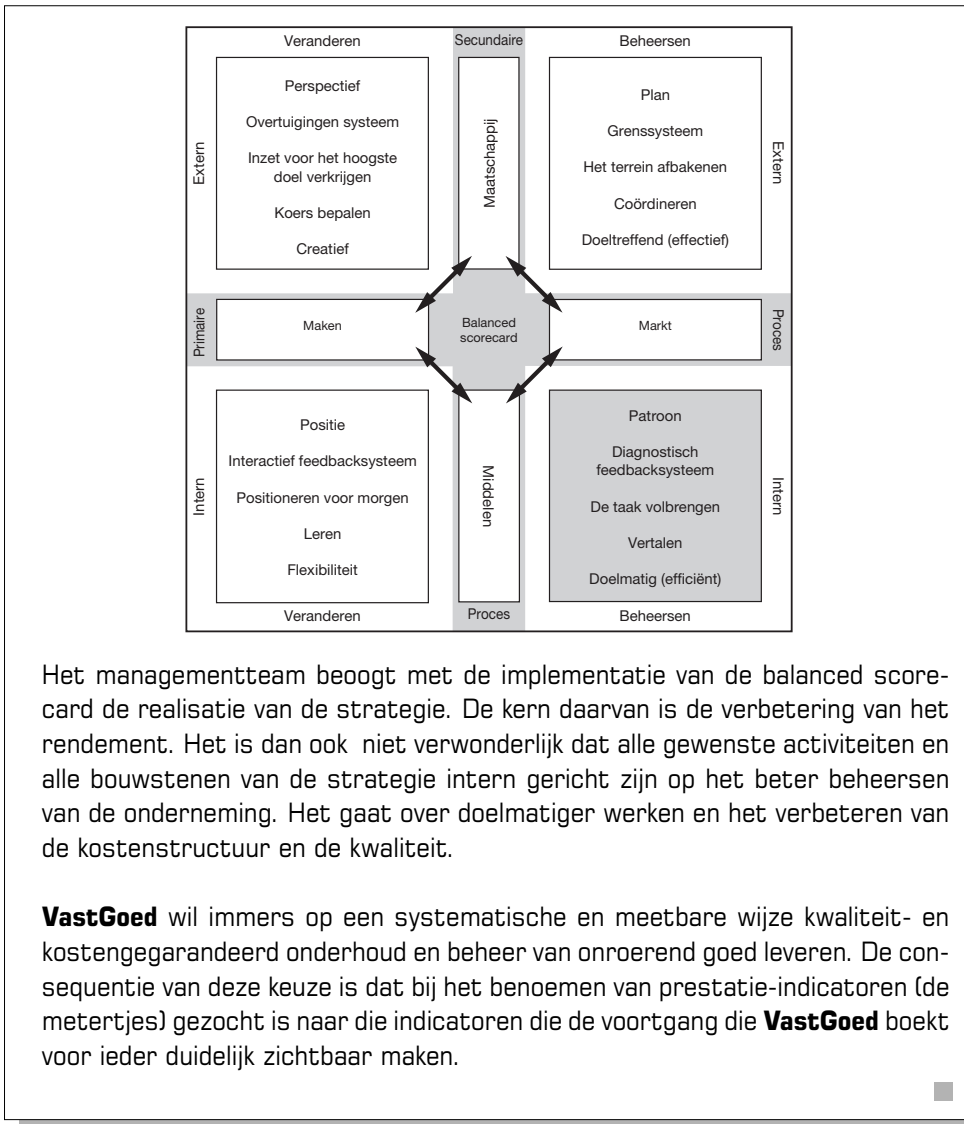 Veranderen
Secundaire
Beheersen
Extern
Perspectief
Overtuigingen systeem
Inzet voor het hoogste
doel verkrijgen
Koers bepalen
Creatief
Maatschappij
Plan
Grenssysteem
Het terrein afbakenen
Coördineren
Doeltreffend (effectief)
Extern
Primaire
Maken
Balanced
scorecard
Markt
Proces
Intern
Positie
Interactief feedbacksysteem
Positioneren voor morgen
Leren
Flexibiliteit
Middelen
Patroon
Diagnostisch
feedbacksysteem
De taak volbrengen
Vertalen
Doelmatig (efficiënt)
Intern
Veranderen
Proces
Beheersen
Het managementteam beoogt met de implementatie van de balanced score-
card de realisatie van de strategie. De kern daarvan is de verbetering van het
rendement. Het is dan ook niet verwonderlijk dat alle gewenste activiteiten en
alle bouwstenen van de strategie intern gericht zijn op het beter beheersen
van de onderneming. Het gaat over doelmatiger werken en het verbeteren van
de kostenstructuur en de kwaliteit.
VastGoed wil immers op een systematische en meetbare wijze kwaliteit- en
kostengegarandeerd onderhoud en beheer van onroerend goed leveren. De con-
sequentie van deze keuze is dat bij het benoemen van prestatie-indicatoren (de
metertjes) gezocht is naar die indicatoren die de voortgang die VastGoed boekt
voor ieder duidelijk zichtbaar maken.